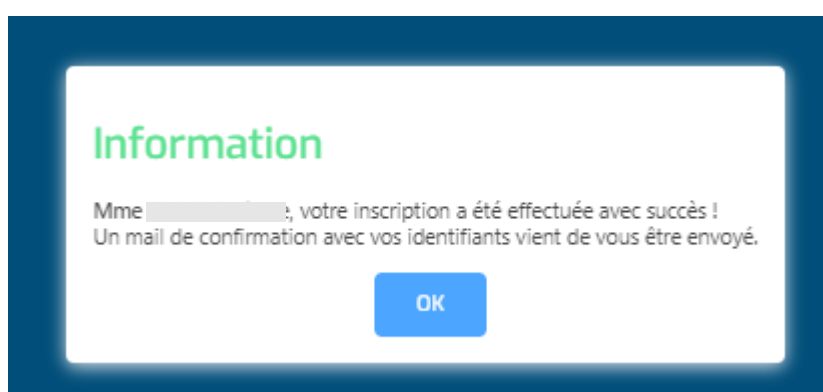 Information
Mme , votre inscription a été effectuée avec succès !
Un mail de confirmation avec vos identifiants vient de vous être envoyé.
OK